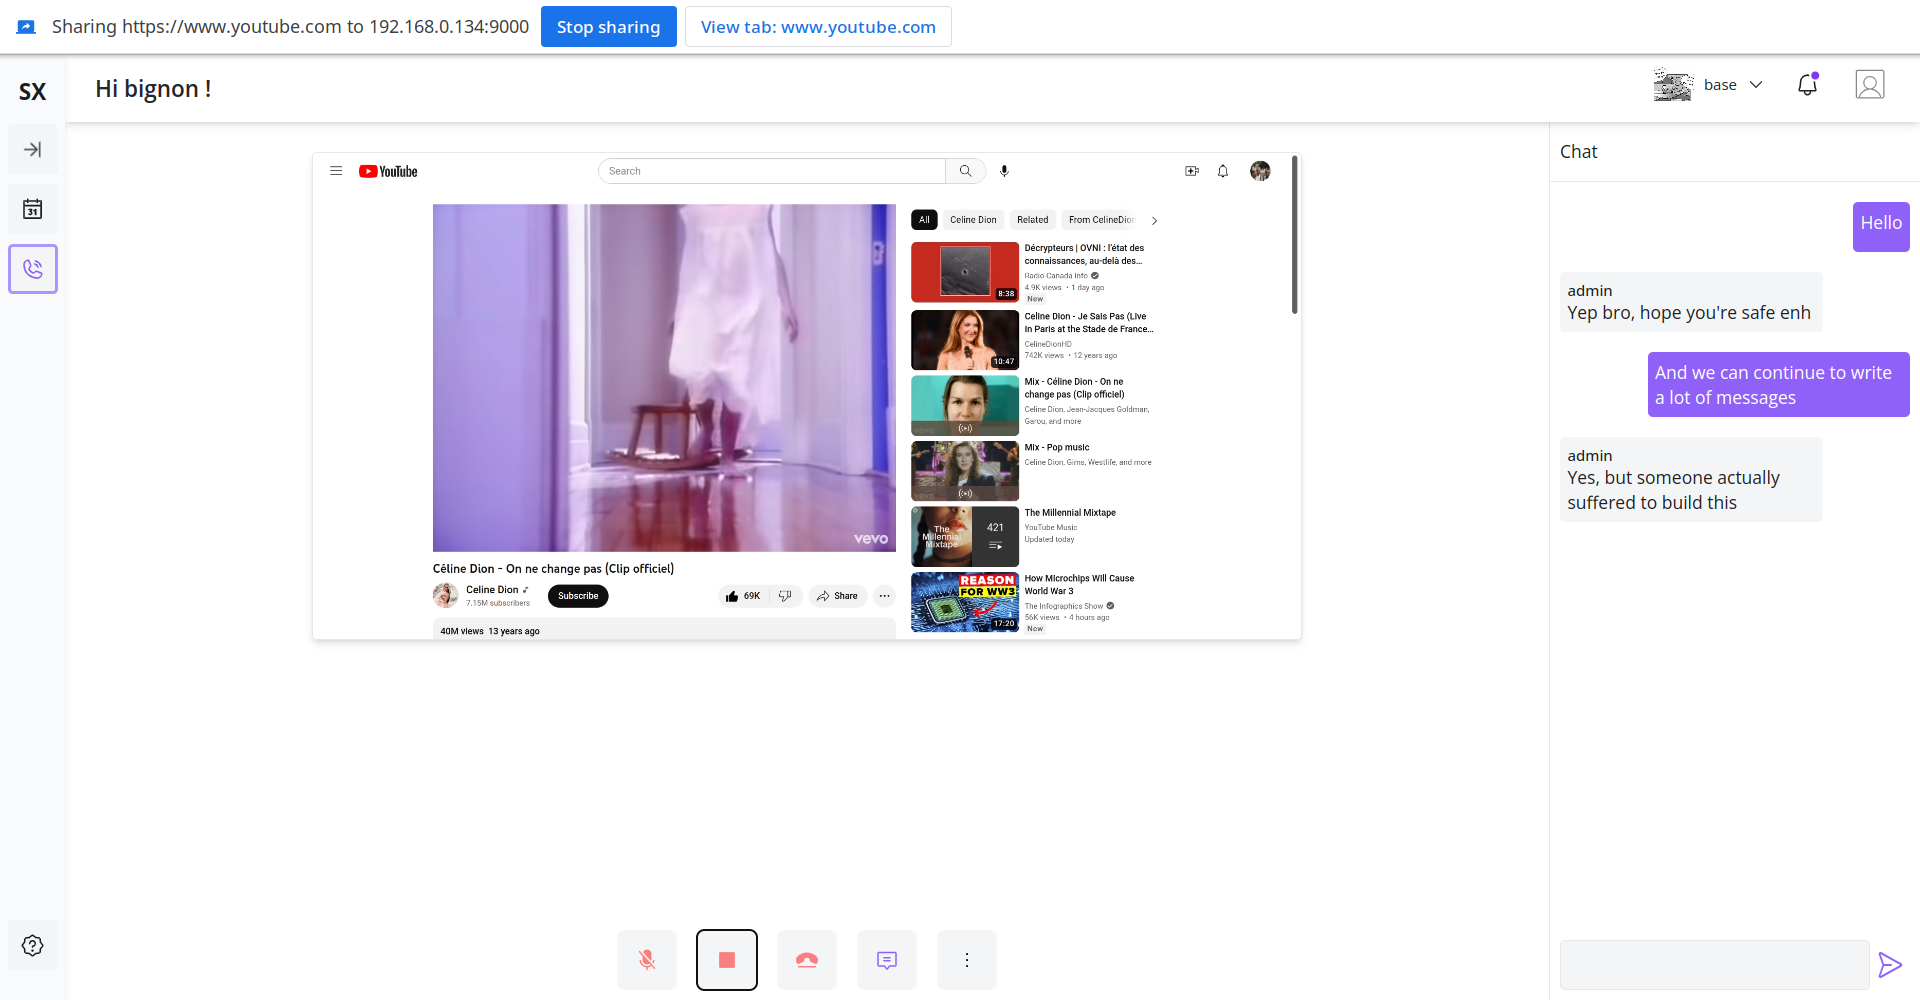 Sharing https://www.youtube.com to 192.168.0.134:9000
Stop sharing
View tab: www.youtube.com
SX
Hi bignon !
base
31
YouTube
Search
vevo
Céline Dion - On ne change pas (Clip officiel)
Celine Dion
7.15M subscribers
Subscribe
69K
Share
40M views 13 years ago
All
Celine Dion
Related
From CelineDion
8:38
Décrypteurs | OVNI : l'état des
connaissances, au-delà des...
Radio-Canada Info
4.9K views • 1 day ago
New
10:47
Celine Dion - Je Sais Pas (Live
in Paris at the Stade de France...
CelineDionHD
742K views • 12 years ago
vevo
Mix - Céline Dion - On ne
change pas (Clip officiel)
Celine Dion, Jean-Jacques Goldman,
Garou, and more
vevo
Mix - Pop music
Celine Dion, Gims, Westlife, and more
The
Millennial
Mixtape
421
The Millennial Mixtape
YouTube Music
Updated today
REASON
FOR WW3
17:20
How Microchips Will Cause
World War 3
The Infographics Show
56K views • 4 hours ago
New
Chat
Hello
admin
Yep bro, hope you're safe enh
And we can continue to write
a lot of messages
admin
Yes, but someone actually
suffered to build this